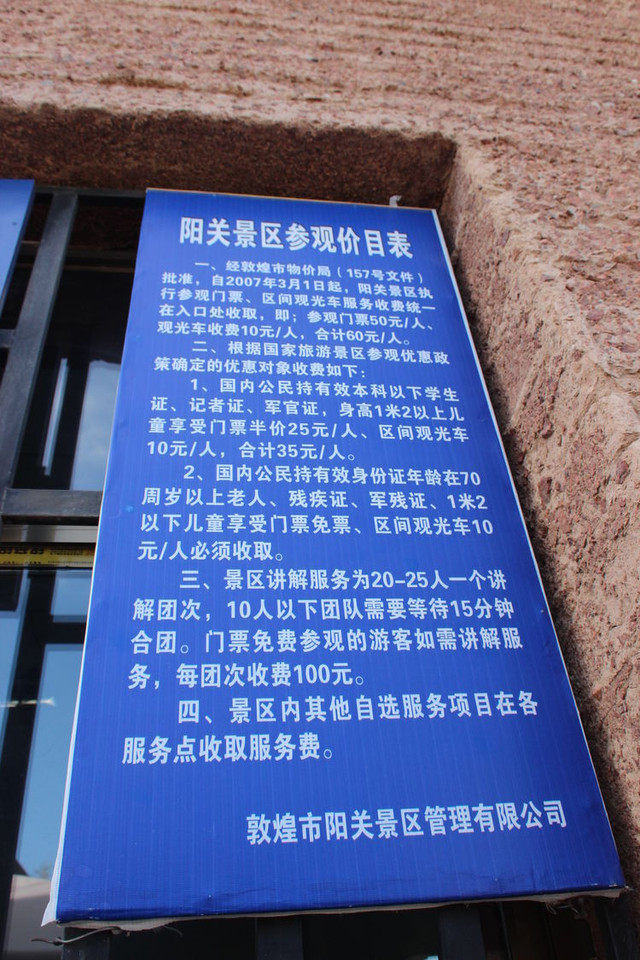 阳关景区参观价目表
一、经敦煌市物价局（157号文件）
批准，自2007年3月1日起，阳关景区执
行参观门票、区间观光车服务收费统一
在入口处收取，即；参观门票50元/人、
观光车收费10元/人，合计60元/人。
二、根据国家旅游景区参观优惠政
策确定的优惠对象收费如下：
1、国内公民持有效本科以下学生
证、记者证、军官证，身高1米2以上儿
童享受门票半价25元/人、区间观光车
10元/人，合计35元/人。
2、国内公民持有效身份证年龄在70
周岁以上老人、残疾证、军残证、1米2
以下儿童享受门票免票、区间观光车10
元/人必须收取。
三、景区讲解服务为20-25人一个讲
解团次，10人以下团队需要等待15分钟
合团。门票免费参观的游客如需讲解服
务，每团次收费100元。
四、景区内其他自选服务项目在各
服务点收取服务费。
敦煌市阳关景区管理有限公司